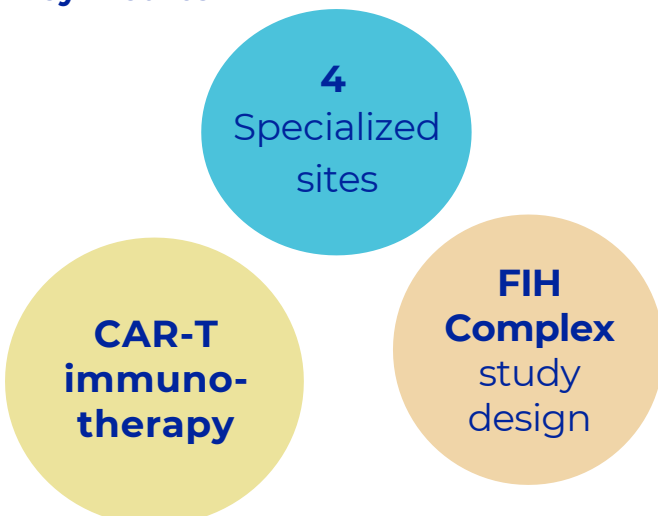 4
Specialized
sites
FIH
Complex
study
design
CAR-T
immuno-
therapy